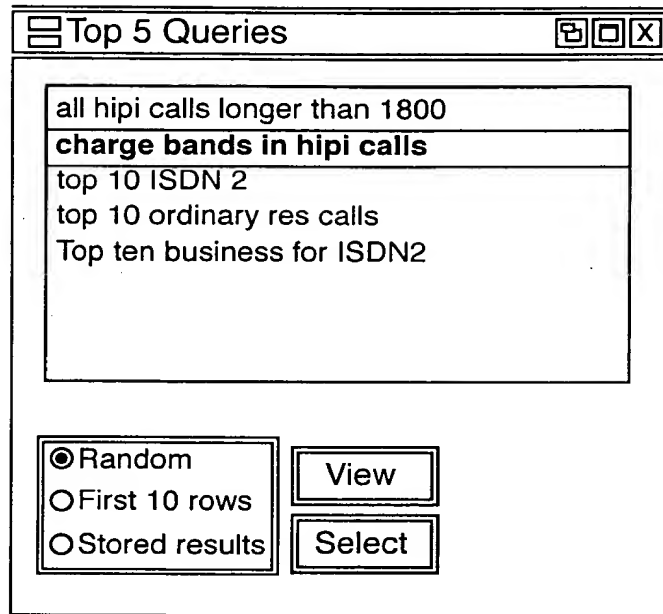 Top 5 Queries
X
all hipi calls longer than 1800
charge bands in hipi calls
top 10 ISDN 2
top 10 ordinary res calls
Top ten business for ISDN2
Random
First 10 rows
Stored results
View
Select